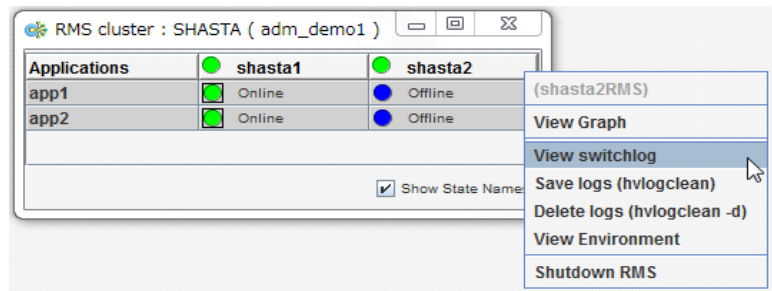 RMS cluster : SHASTA ( adm_demo1 )
Applications shasta1 shasta2
app1 Online Offline
app2 Online Offline
Show State Names
(shasta2RMS)
View Graph
View switchlog
Save logs (hvlogclean)
Delete logs (hvlogclean -d)
View Environment
Shutdown RMS